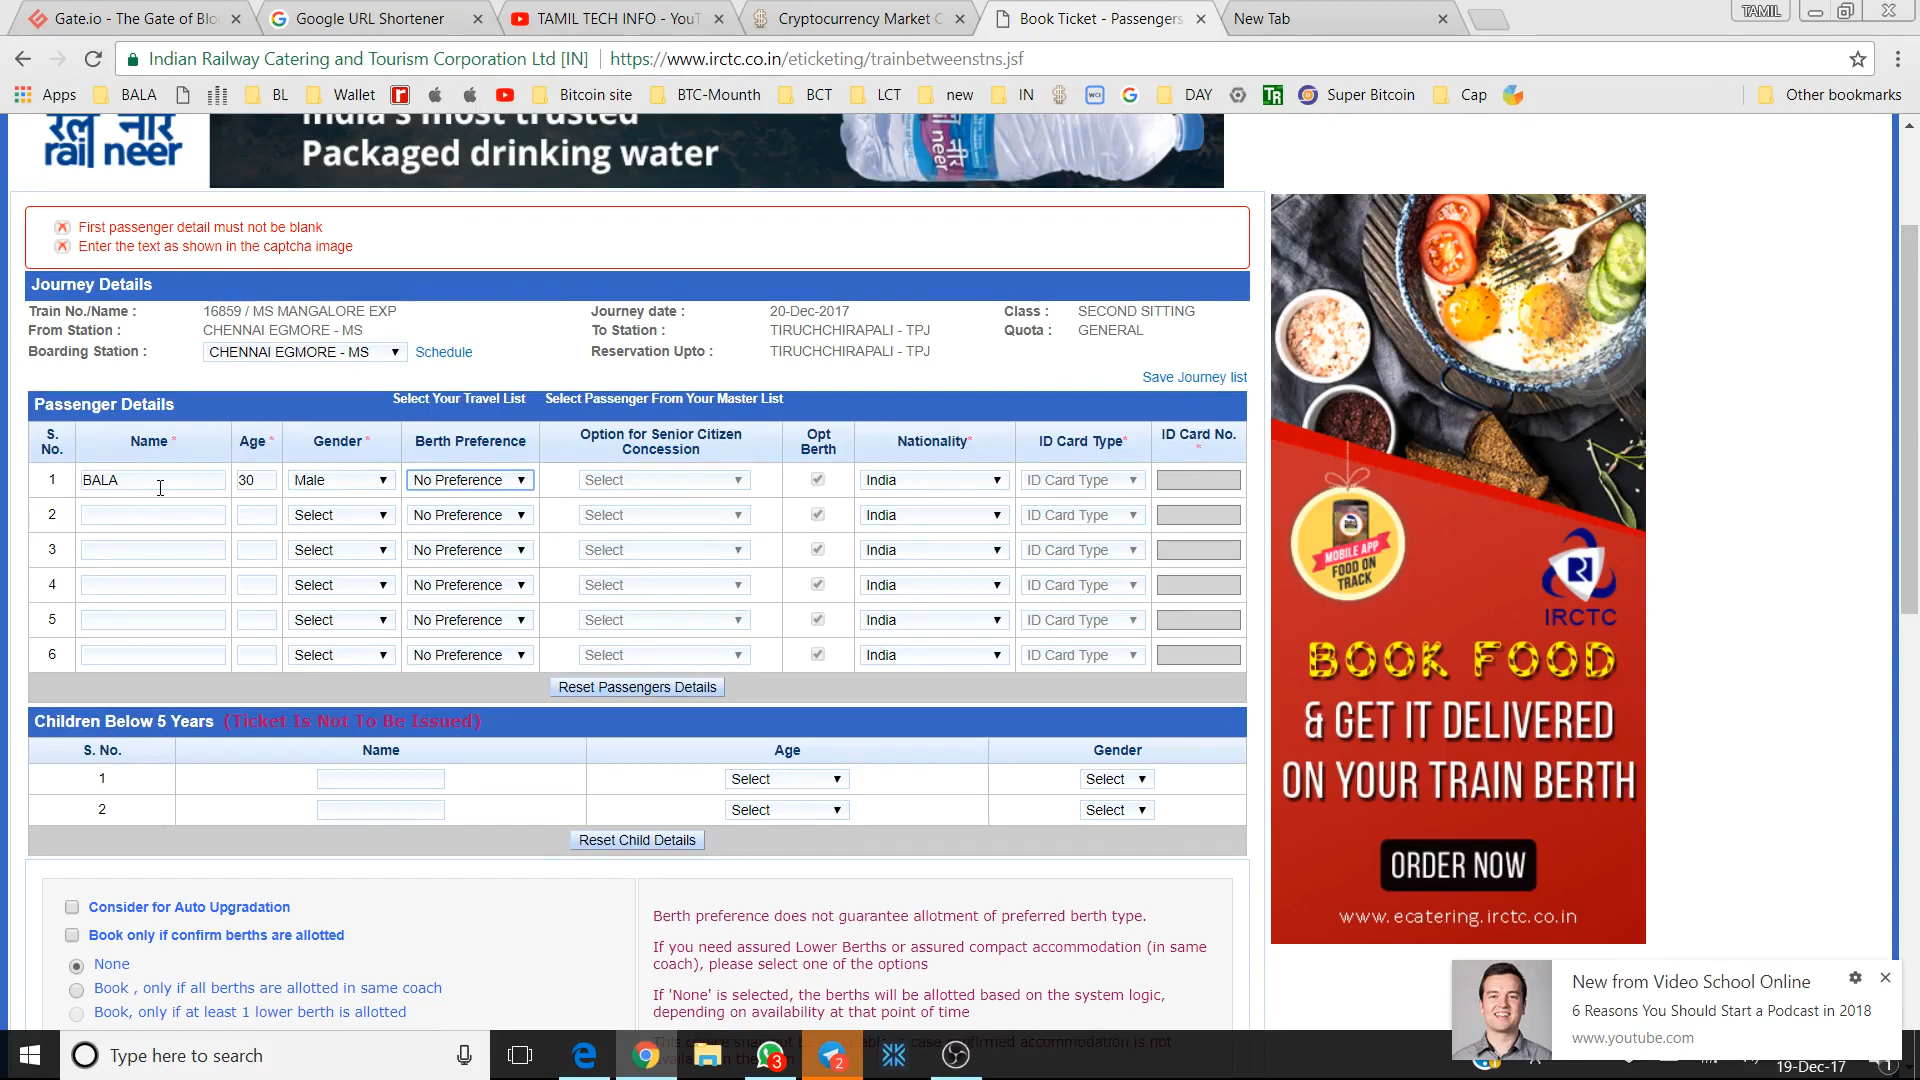 Gate.io - The Gate of Blo
Google URL Shortener
TAMIL TECH INFO - YouT
Cryptocurrency Market C
Book Ticket - Passengers
New Tab
TAMIL
Indian Railway Catering and Tourism Corporation Ltd [IN]
https://www.irctc.co.in/eticketing/trainbetweenstns.jsf
Apps
BALA
BL
Wallet
Bitcoin site
BTC-Mounth
BCT
LCT
new
IN
WCI
DAY
TR
Super Bitcoin
Cap
Other bookmarks
रेल नीर
rail neer
India's most trusted
Packaged drinking water
First passenger detail must not be blank
Enter the text as shown in the captcha image
Journey Details
Train No./Name : 16859 / MS MANGALORE EXP Journey date : 20-Dec-2017 Class : SECOND SITTING
From Station : CHENNAI EGMORE - MS To Station : TIRUCHCHIRAPALI - TPJ Quota : GENERAL
Boarding Station : CHENNAI EGMORE - MS Schedule Reservation Upto : TIRUCHCHIRAPALI - TPJ
Save Journey list
Passenger Details Select Your Travel List Select Passenger From Your Master List
S. No. Name * Age * Gender * Berth Preference Option for Senior Citizen Concession Opt Berth Nationality* ID Card Type* ID Card No. *
1 BALA 30 Male No Preference Select India ID Card Type
2 Select No Preference Select India ID Card Type
3 Select No Preference Select India ID Card Type
4 Select No Preference Select India ID Card Type
5 Select No Preference Select India ID Card Type
6 Select No Preference Select India ID Card Type
Reset Passengers Details
Children Below 5 Years (Ticket Is Not To Be Issued)
S. No. Name Age Gender
1 Select Select
2 Select Select
Reset Child Details
Consider for Auto Upgradation
Book only if confirm berths are allotted
None
Book , only if all berths are allotted in same coach
Book, only if at least 1 lower berth is allotted
Berth preference does not guarantee allotment of preferred berth type.
If you need assured Lower Berths or assured compact accommodation (in same
coach), please select one of the options
If 'None' is selected, the berths will be allotted based on the system logic,
depending on availability at that point of time
MOBILE APP
FOOD ON
TRACK
IRCTC
BOOK FOOD
& GET IT DELIVERED
ON YOUR TRAIN BERTH
ORDER NOW
www.ecatering.irctc.co.in
New from Video School Online
6 Reasons You Should Start a Podcast in 2018
www.youtube.com
Type here to search
3
2
19-Dec-17
1